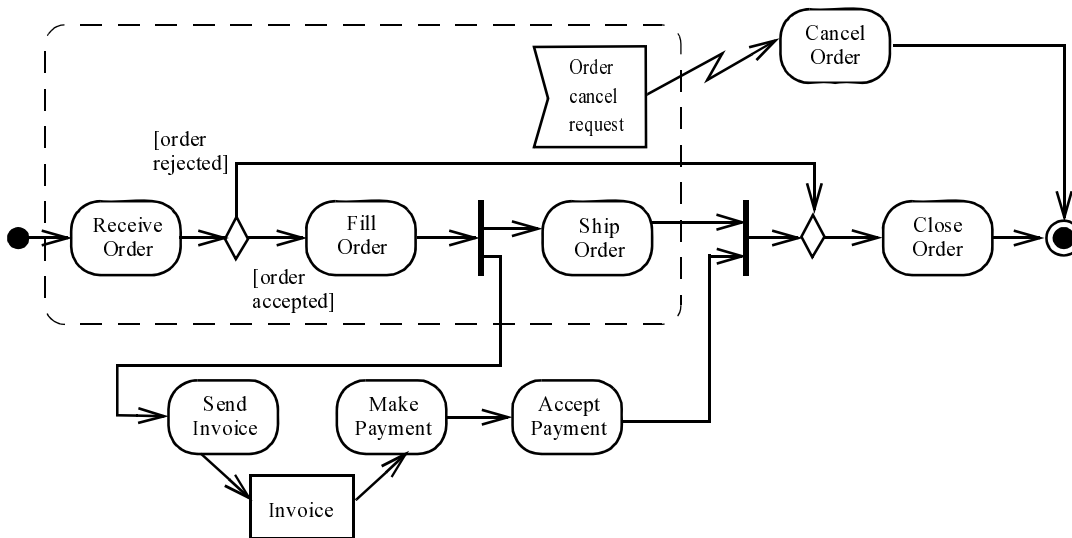 Cancel
Order
Order
cancel
request
[order
rejected]
Receive
Order
Fill
Order
Ship
Order
Close
Order
[order
accepted]
Send
Invoice
Make
Payment
Accept
Payment
Invoice